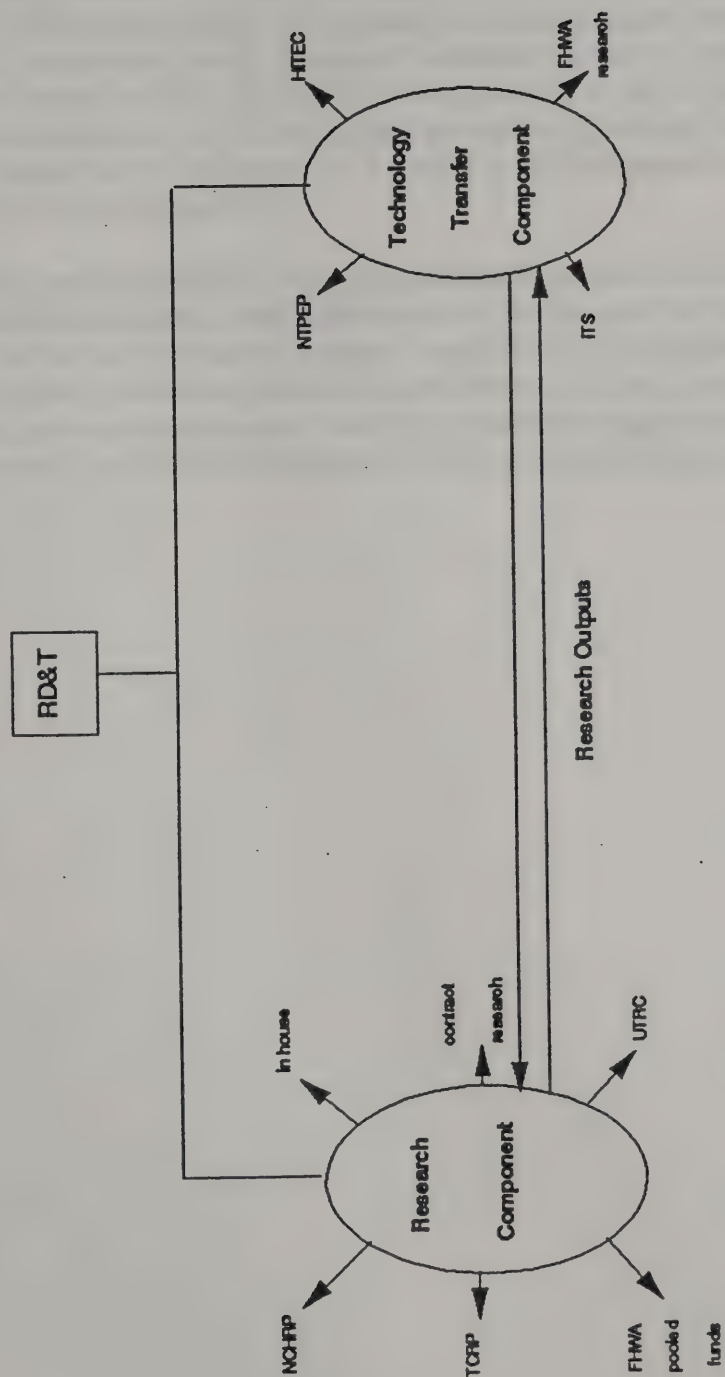 RD&T
In house
NCHRP
Research
Component
contract
research
TCRP
UTRC
FHWA
pooled
funds
Research Outputs
NTPEP
HITEC
Technology
Transfer
Component
ITS
FHWA
research